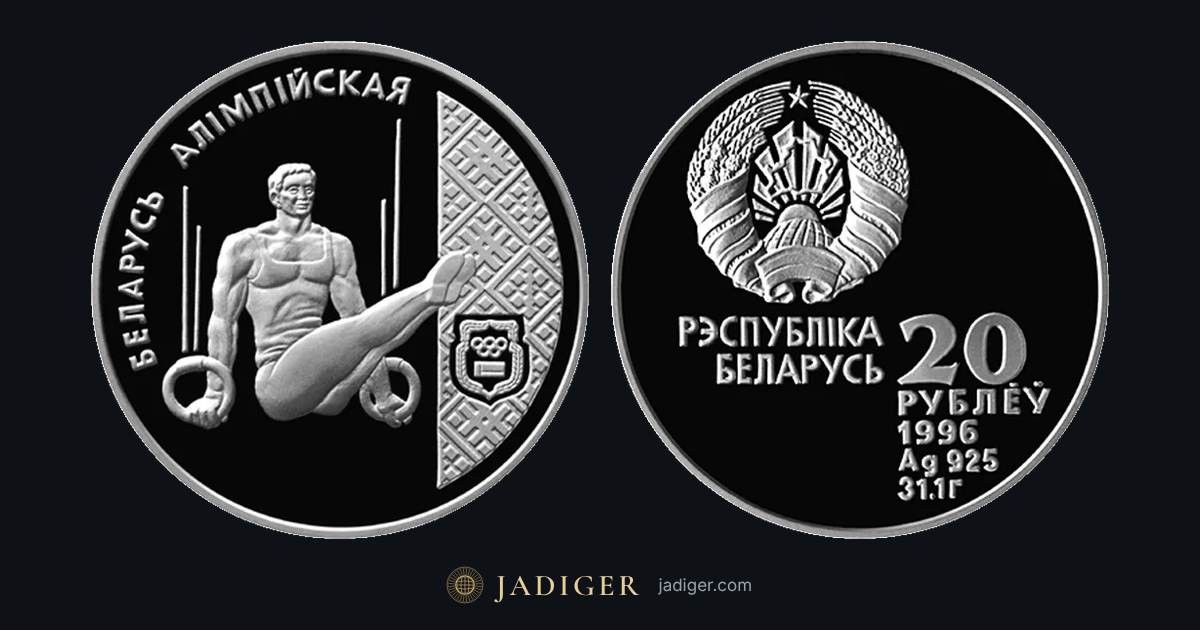 БЕЛАРУСЬ АЛІМПІЙСКАЯ
РЭСПУБЛІКА
БЕЛАРУСЬ
20
РУБЛЁЎ
1996
Ag 925
31.1г
JADIGER jadiger.com